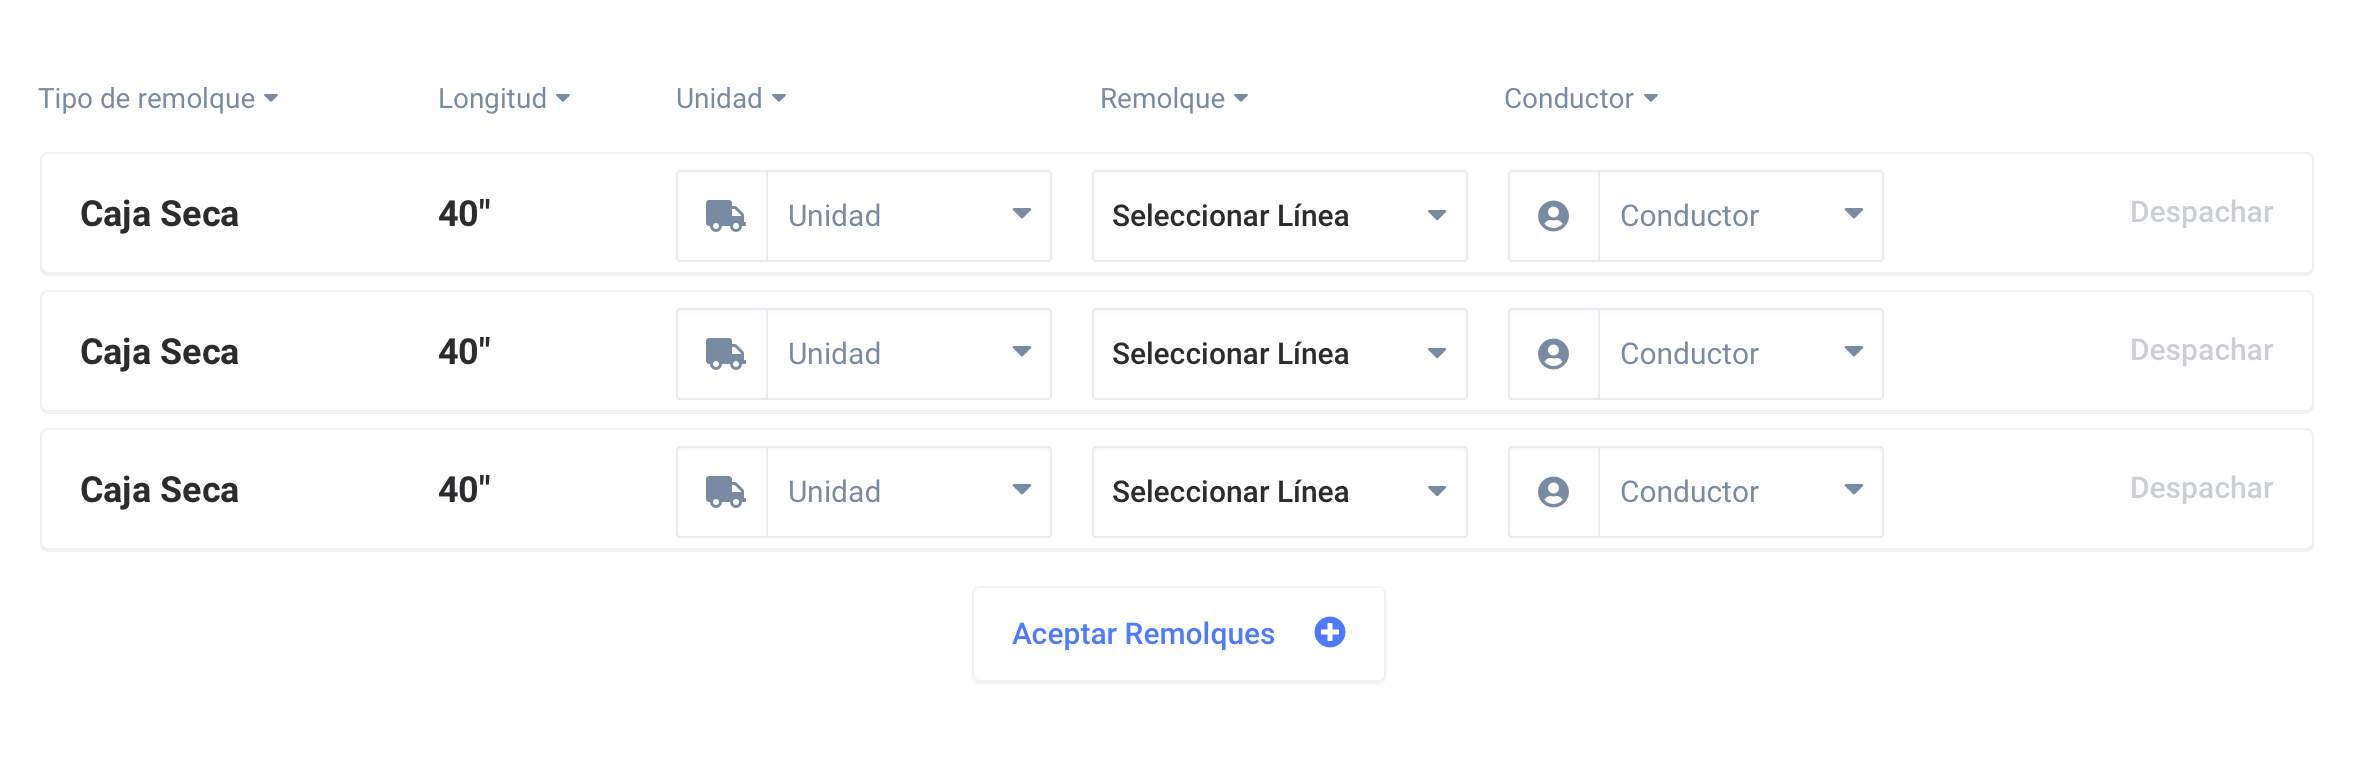 Tipo de remolque Longitud Unidad Remolque Conductor
Caja Seca 40" Unidad Seleccionar Línea Conductor Despachar
Caja Seca 40" Unidad Seleccionar Línea Conductor Despachar
Caja Seca 40" Unidad Seleccionar Línea Conductor Despachar
Aceptar Remolques